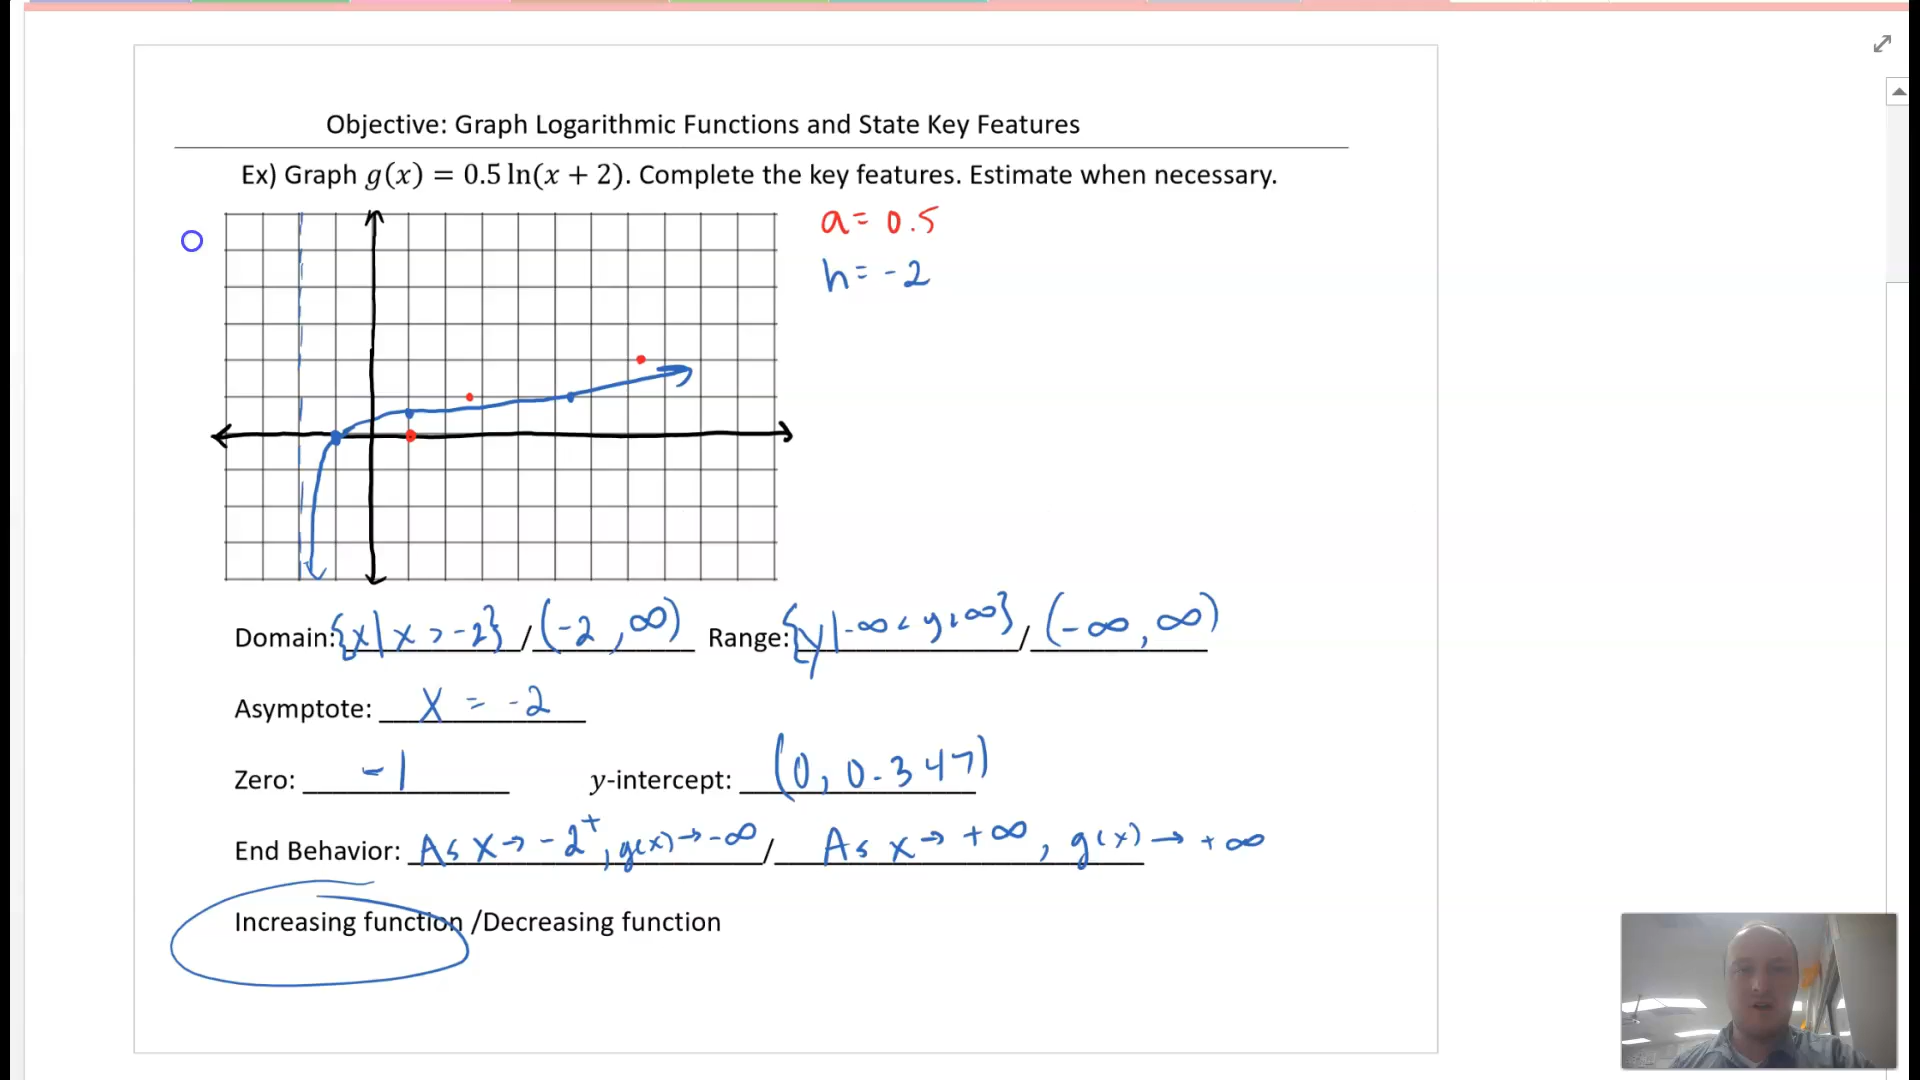 Objective: Graph Logarithmic Functions and State Key Features
Ex) Graph g(x) = 0.5 ln(x + 2). Complete the key features. Estimate when necessary.
a = 0.5
h = -2
Domain: {x|x > -2} / (-2, ∞) Range: {y|-∞ < y < ∞} / (-∞, ∞)
Asymptote: x = -2
Zero: -1 y-intercept: (0, 0.347)
End Behavior: As x → -2⁺, g(x) → -∞ / As x → +∞, g(x) → +∞
Increasing function /Decreasing function